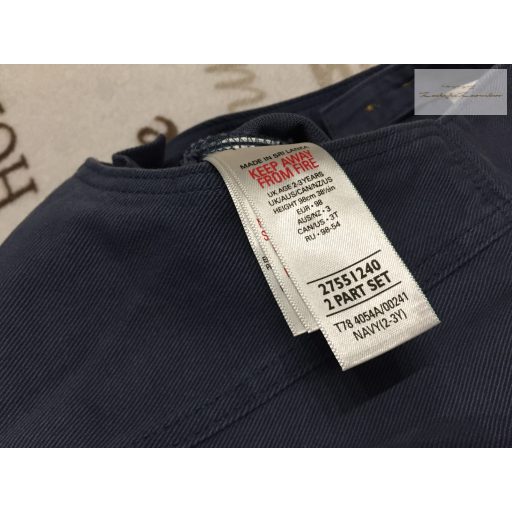 MADE IN SRI LANKA
KEEP AWAY
FROM FIRE
UK AGE 2-3 YEARS
UK/AUS/CAN/NZ/US
HEIGHT 98cm 38½in
EUR • 98
AUS/NZ • 3
CAN/US • 3T
RU • 98-54
27551240
2 PART SET
T78 4054A/00241
NAVY(2-3Y)